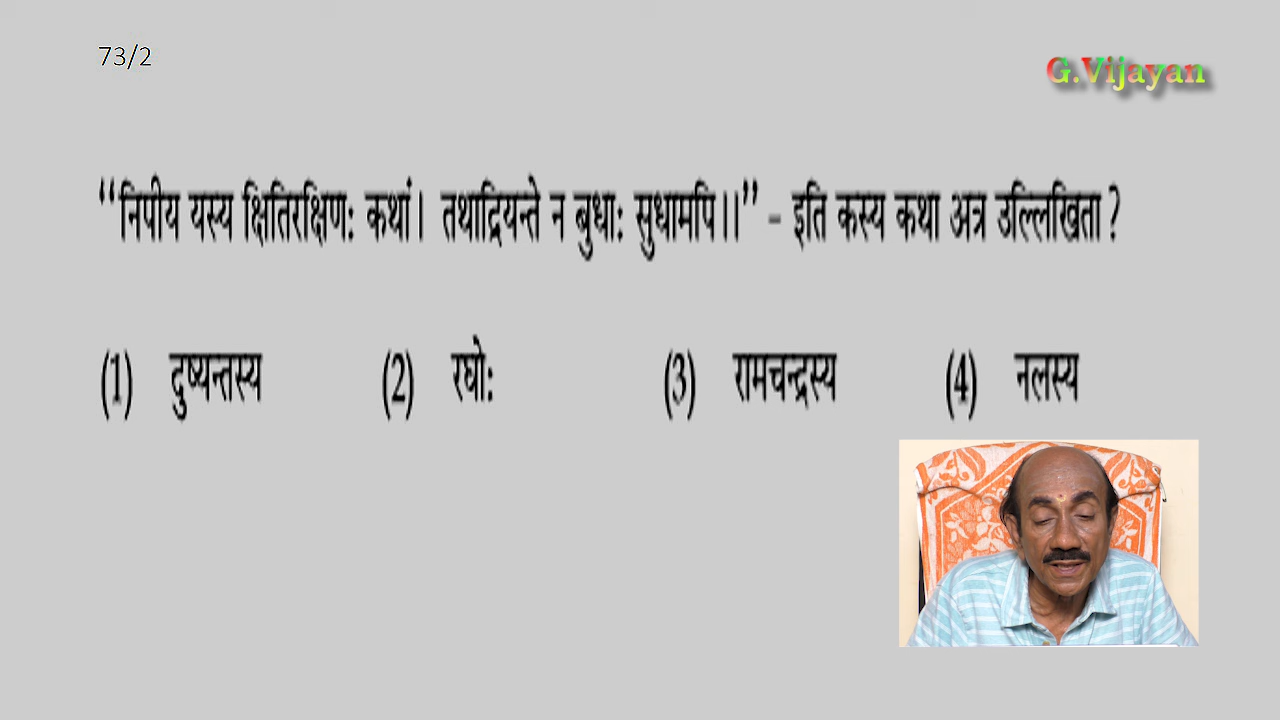 73/2
G.Vijayan
“निपीय यस्य क्षितिरक्षिणः कथां। तथाद्रियन्ते न बुधाः सुधामपि।।” - इति कस्य कथा अत्र उल्लिखिता ?
(1) दुष्यन्तस्य (2) रघोः (3) रामचन्द्रस्य (4) नलस्य